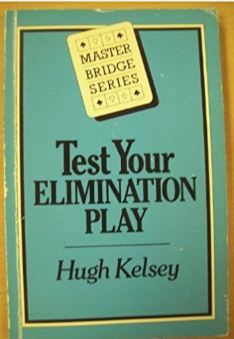 MASTER
BRIDGE
SERIES
Test Your
ELIMINATION
PLAY
Hugh Kelsey